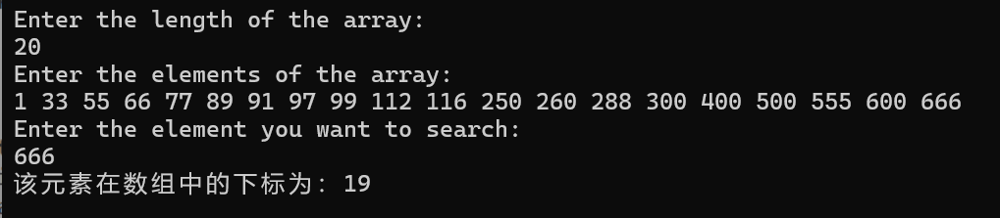 Enter the length of the array:
20
Enter the elements of the array:
1 33 55 66 77 89 91 97 99 112 116 250 260 288 300 400 500 555 600 666
Enter the element you want to search:
666
该元素在数组中的下标为: 19